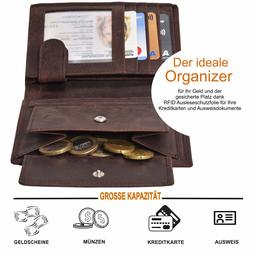 Der ideale
Organizer
für Ihr Geld und der
gesicherte Platz dank
RFID Ausleseschutzfolie für Ihre
Kreditkarten und Ausweisdokumente
GROSSE KAPAZITÄT
GELDSCHEINE
MÜNZEN
KREDITKARTE
AUSWEIS